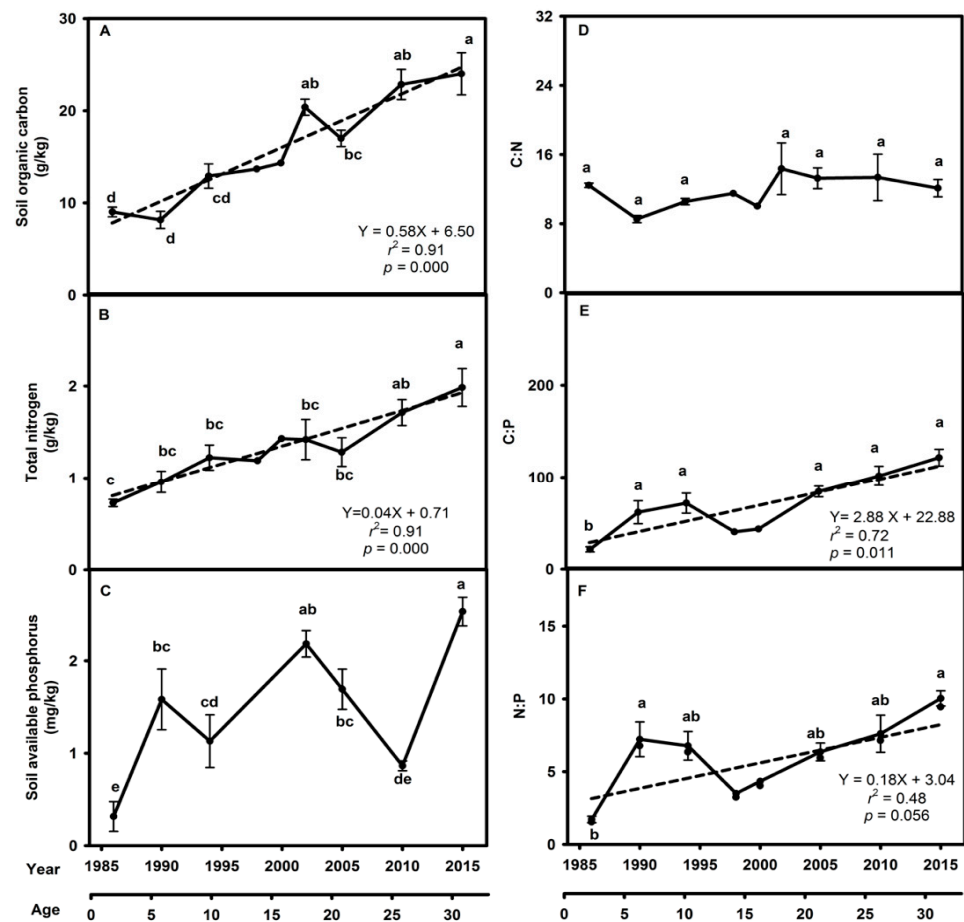 A
Soil organic carbon
(g/kg)
30
20
10
0
d
d
cd
ab
bc
ab
a
Y = 0.58X + 6.50
r² = 0.91
p = 0.000
B
Total nitrogen
(g/kg)
2
1
0
c
bc
bc
bc
bc
ab
a
Y=0.04X + 0.71
r² = 0.91
p = 0.000
C
Soil available phosphorus
(mg/kg)
2
1
0
e
bc
cd
ab
bc
de
a
Year
1985 1990 1995 2000 2005 2010 2015
Age
0 5 10 15 20 25 30
D
C:N
32
24
16
8
0
a
a
a
a
a
a
a
E
C:P
200
100
0
b
a
a
a
a
a
Y= 2.88 X + 22.88
r² = 0.72
p = 0.011
F
N:P
15
10
5
0
b
a
ab
ab
ab
a
Y = 0.18X + 3.04
r² = 0.48
p = 0.056
1985 1990 1995 2000 2005 2010 2015
0 5 10 15 20 25 30